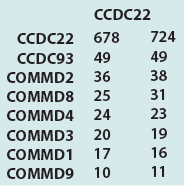 CCDC22
CCDC22 678 724
CCDC93 49 49
COMMD2 36 38
COMMD8 25 31
COMMD4 24 23
COMMD3 20 19
COMMD1 17 16
COMMD9 10 11